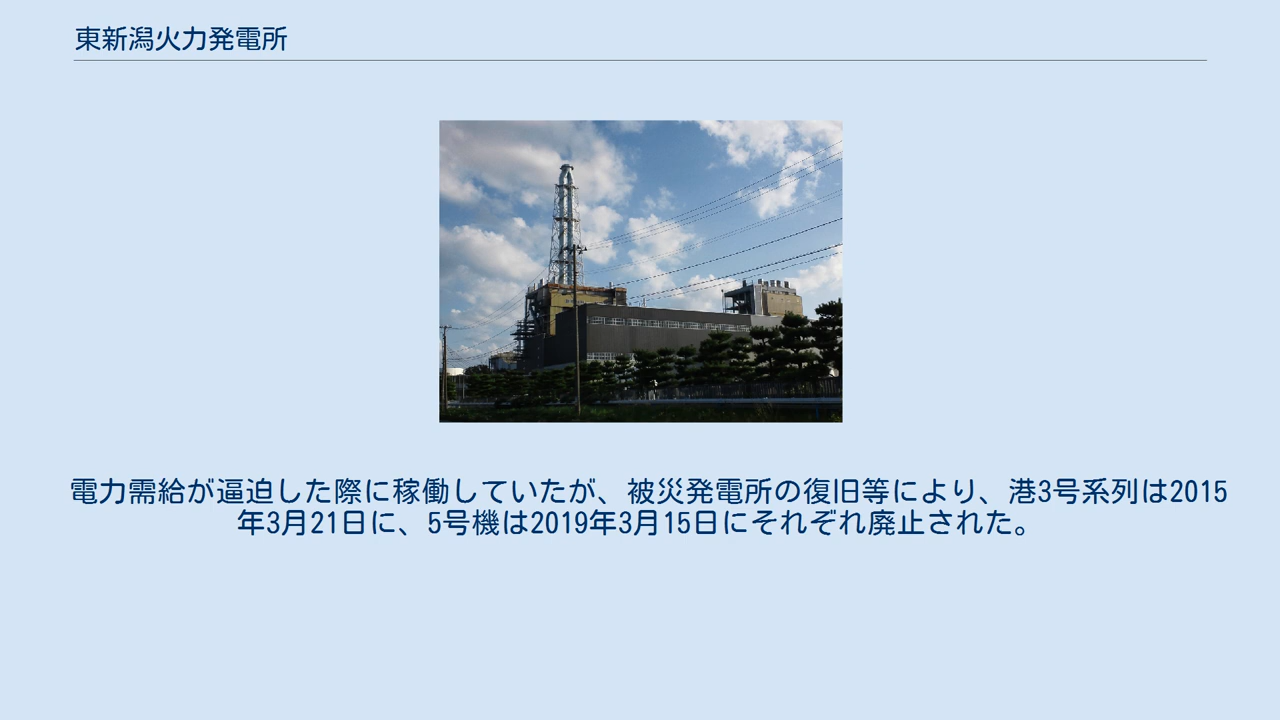 東新潟火力発電所
電力需給が逼迫した際に稼働していたが、被災発電所の復旧等により、港3号系列は2015
年3月21日に、5号機は2019年3月15日にそれぞれ廃止された。